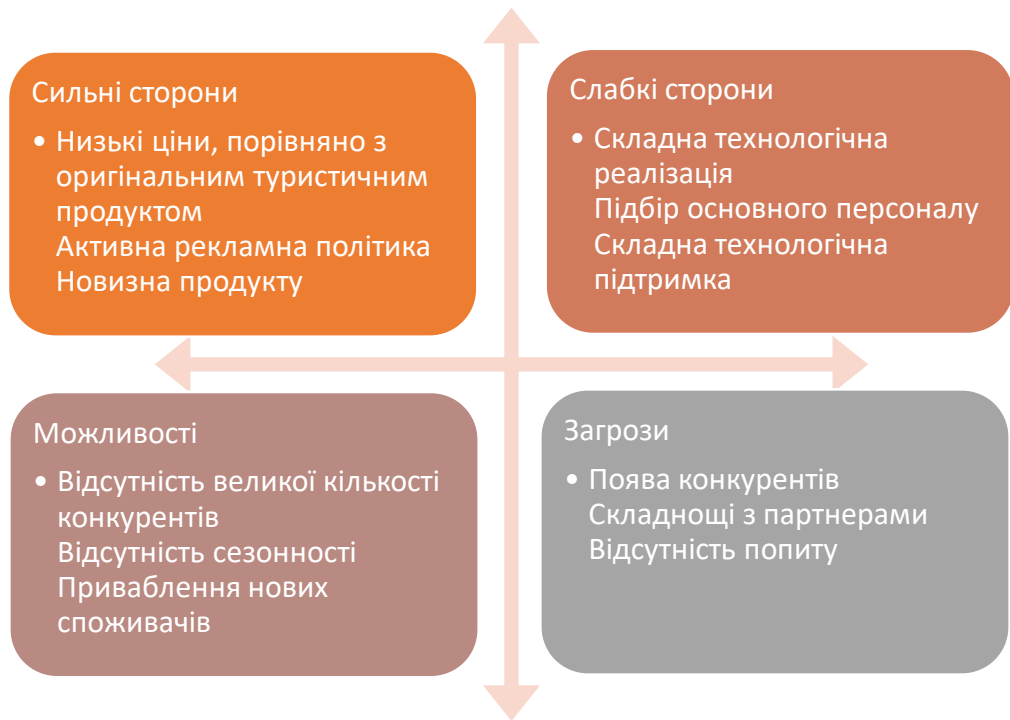 Сильні сторони
• Низькі ціни, порівняно з
оригінальним туристичним
продуктом
Активна рекламна політика
Новизна продукту
Слабкі сторони
• Складна технологічна
реалізація
Підбір основного персоналу
Складна технологічна
підтримка
Можливості
• Відсутність великої кількості
конкурентів
Відсутність сезонності
Приваблення нових
споживачів
Загрози
• Поява конкурентів
Складнощі з партнерами
Відсутність попиту